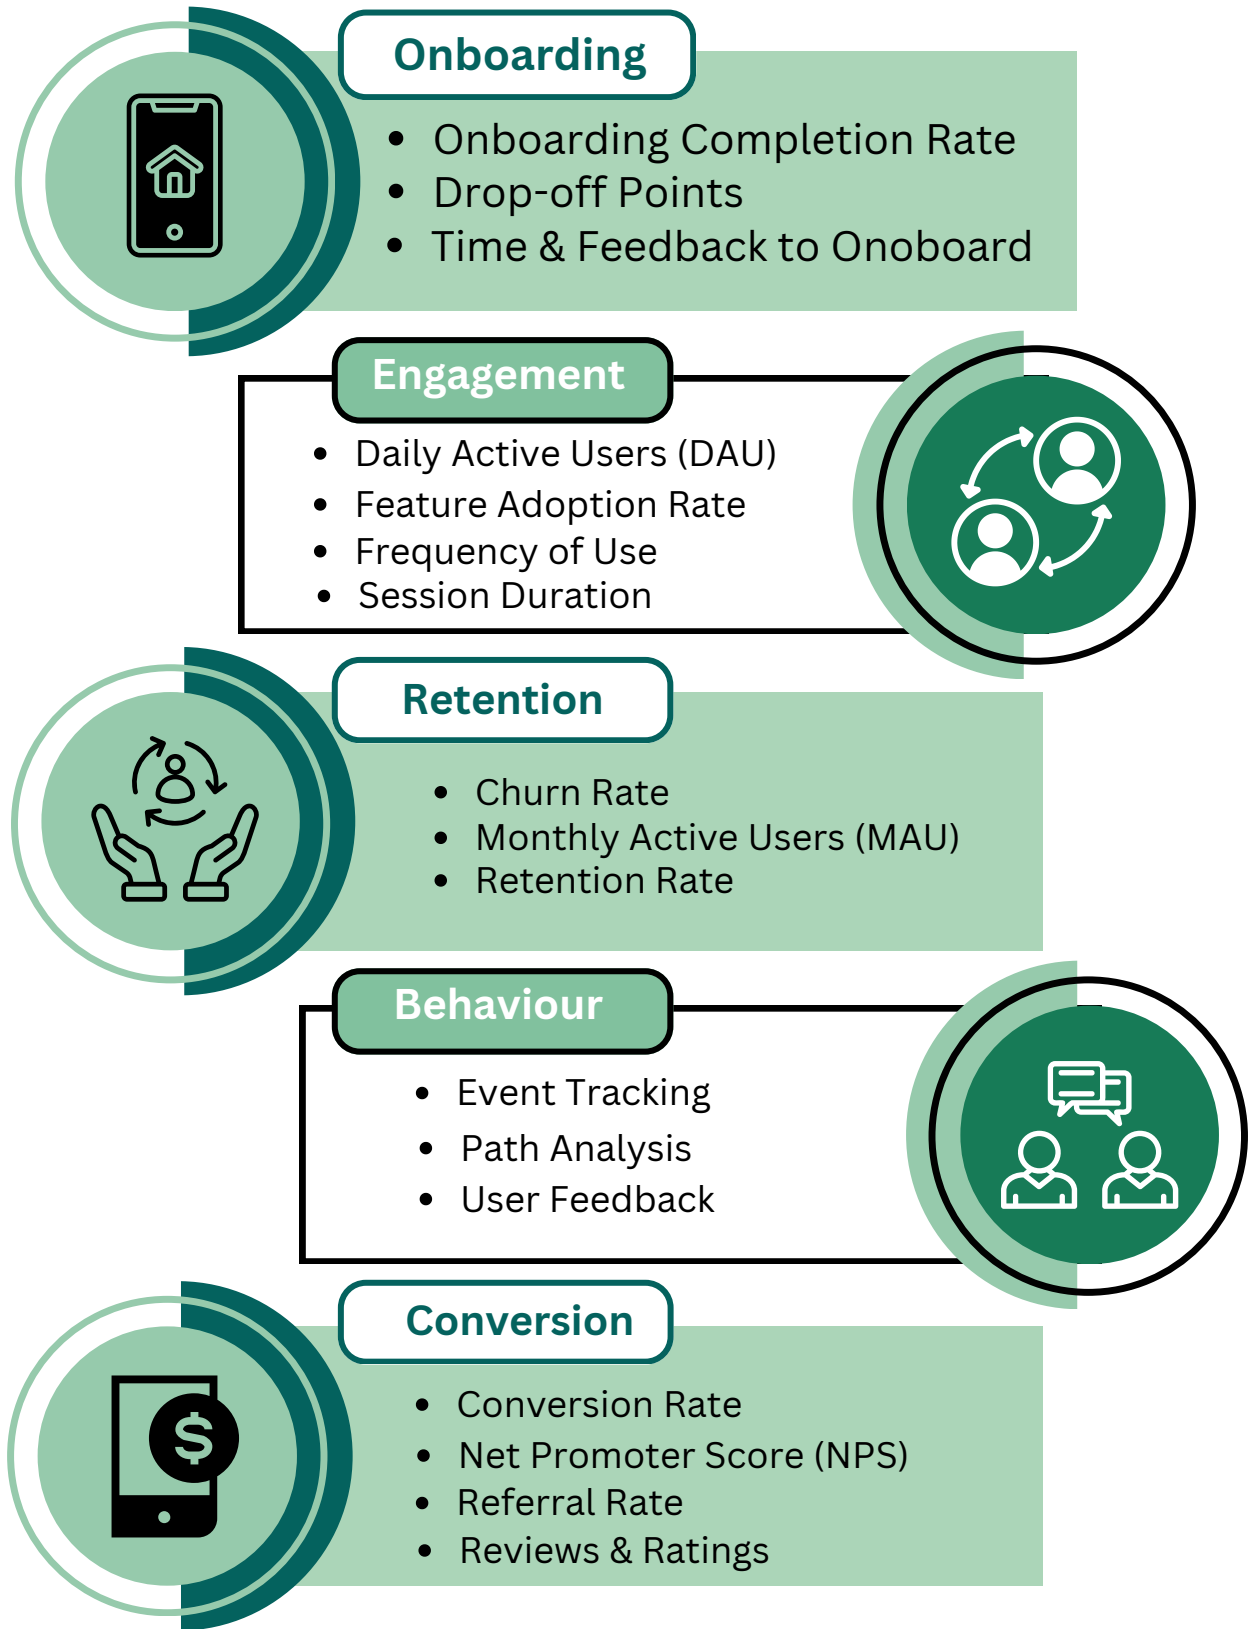 Onboarding
• Onboarding Completion Rate
• Drop-off Points
• Time & Feedback to Onoboard
Engagement
• Daily Active Users (DAU)
• Feature Adoption Rate
• Frequency of Use
• Session Duration
Retention
• Churn Rate
• Monthly Active Users (MAU)
• Retention Rate
Behaviour
• Event Tracking
• Path Analysis
• User Feedback
Conversion
$
• Conversion Rate
• Net Promoter Score (NPS)
• Referral Rate
• Reviews & Ratings